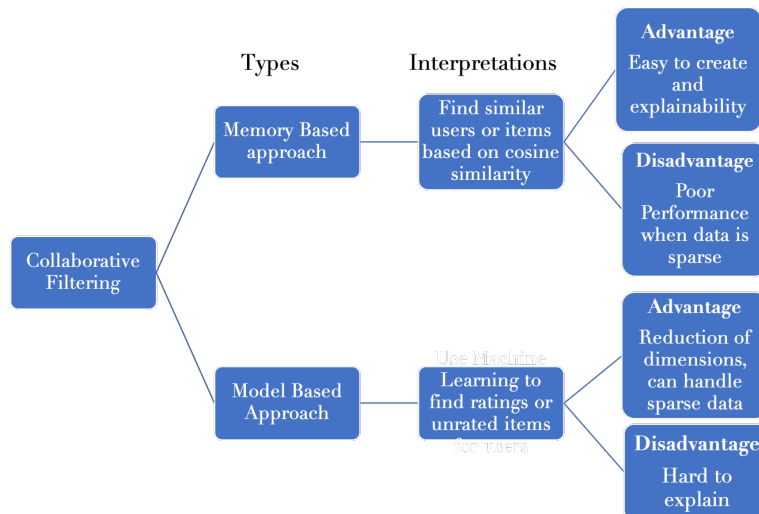 Types
Interpretations
Collaborative
Filtering
Memory Based
approach
Find similar
users or items
based on cosine
similarity
Advantage
Easy to create
and
explainability
Disadvantage
Poor
Performance
when data is
sparse
Model Based
Approach
Use Machine
Learning to
find ratings or
unrated items
for users
Advantage
Reduction of
dimensions,
can handle
sparse data
Disadvantage
Hard to
explain